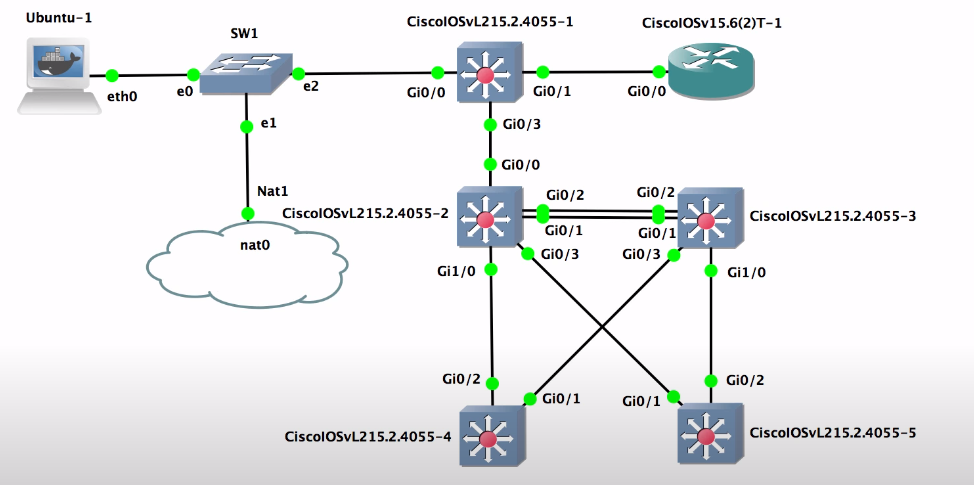 CiscoIOSvL215.2.4055-1
CiscoIOSv15.6(2)T-1
Ubuntu-1
SW1
eth0
e0
e2
Gi0/0
Gi0/1
Gi0/0
e1
Gi0/3
Gi0/0
Nat1
CiscoIOSvL215.2.4055-2
Gi0/2
Gi0/2
CiscoIOSvL215.2.4055-3
Gi0/1
Gi0/1
nat0
Gi0/3
Gi0/3
Gi1/0
Gi1/0
Gi0/2
Gi0/2
Gi0/1
Gi0/1
CiscoIOSvL215.2.4055-4
CiscoIOSvL215.2.4055-5